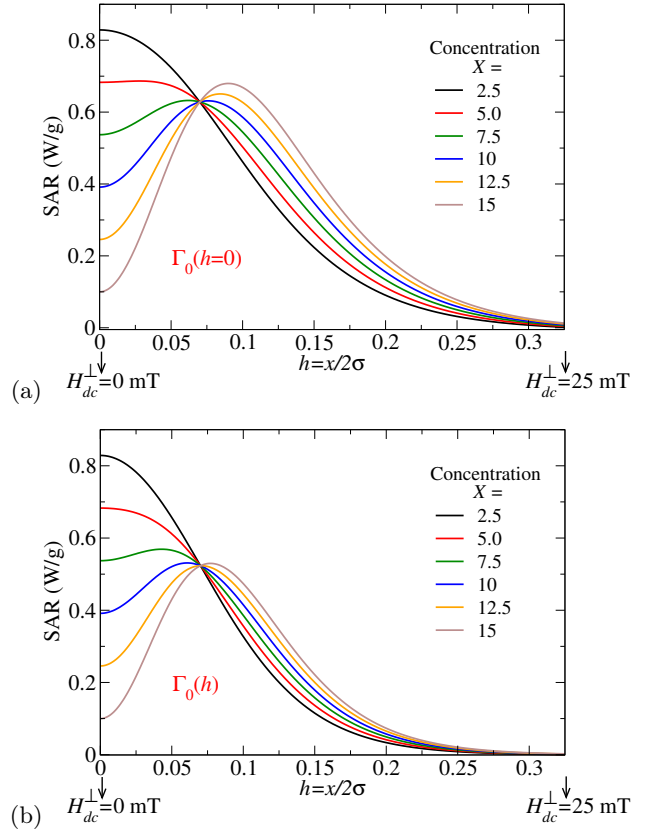 0.8
0.6
0.4
0.2
0
SAR (W/g)
Concentration
X =
2.5
5.0
7.5
10
12.5
15
Γ₀(h=0)
0 0.05 0.1 0.15 0.2 0.25 0.3
h=x/2σ
(a)
H⊥dc=0 mT H⊥dc=25 mT
0.8
0.6
0.4
0.2
0
SAR (W/g)
Concentration
X =
2.5
5.0
7.5
10
12.5
15
Γ₀(h)
0 0.05 0.1 0.15 0.2 0.25 0.3
h=x/2σ
(b)
H⊥dc=0 mT H⊥dc=25 mT